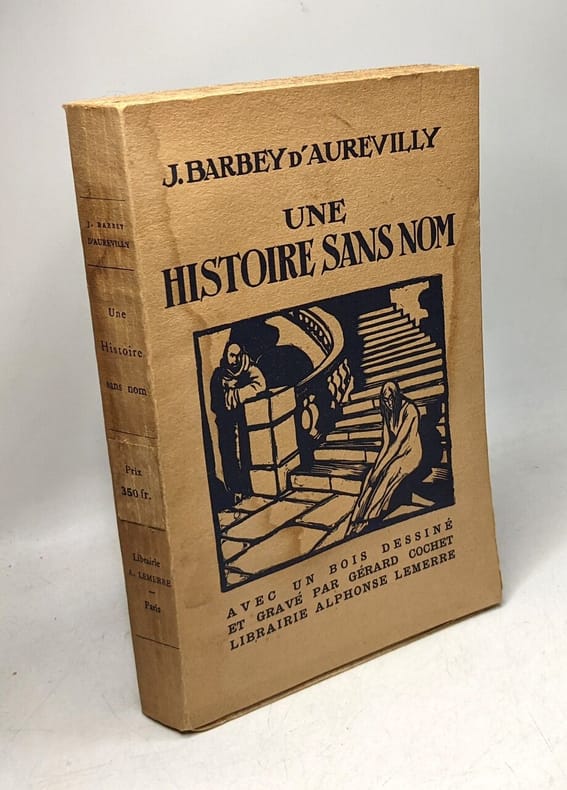 J. BARBEY D'AUREVILLY
UNE
HISTOIRE SANS NOM
AVEC UN BOIS DESSINÉ
ET GRAVÉ PAR GÉRARD COCHET
LIBRAIRIE ALPHONSE LEMERRE
J. BARBEY
D'AUREVILLY
Une
Histoire
sans nom
Prix
350 fr.
Librairie
A. LEMERRE
Paris